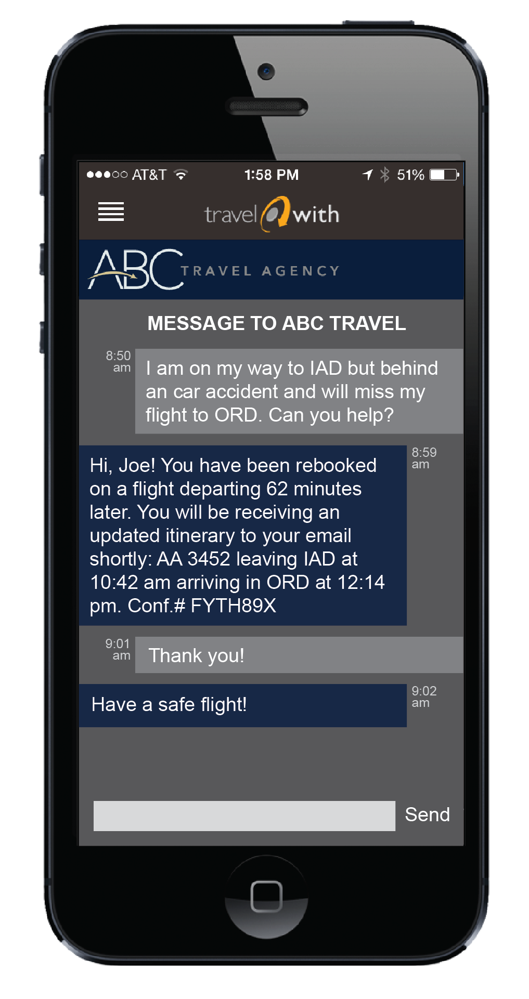 AT&T 1:58 PM 51%
travel with
ABC TRAVEL AGENCY
MESSAGE TO ABC TRAVEL
8:50
am
I am on my way to IAD but behind
an car accident and will miss my
flight to ORD. Can you help?
8:59
am
Hi, Joe! You have been rebooked
on a flight departing 62 minutes
later. You will be receiving an
updated itinerary to your email
shortly: AA 3452 leaving IAD at
10:42 am arriving in ORD at 12:14
pm. Conf.# FYTH89X
9:01
am
Thank you!
9:02
am
Have a safe flight!
Send